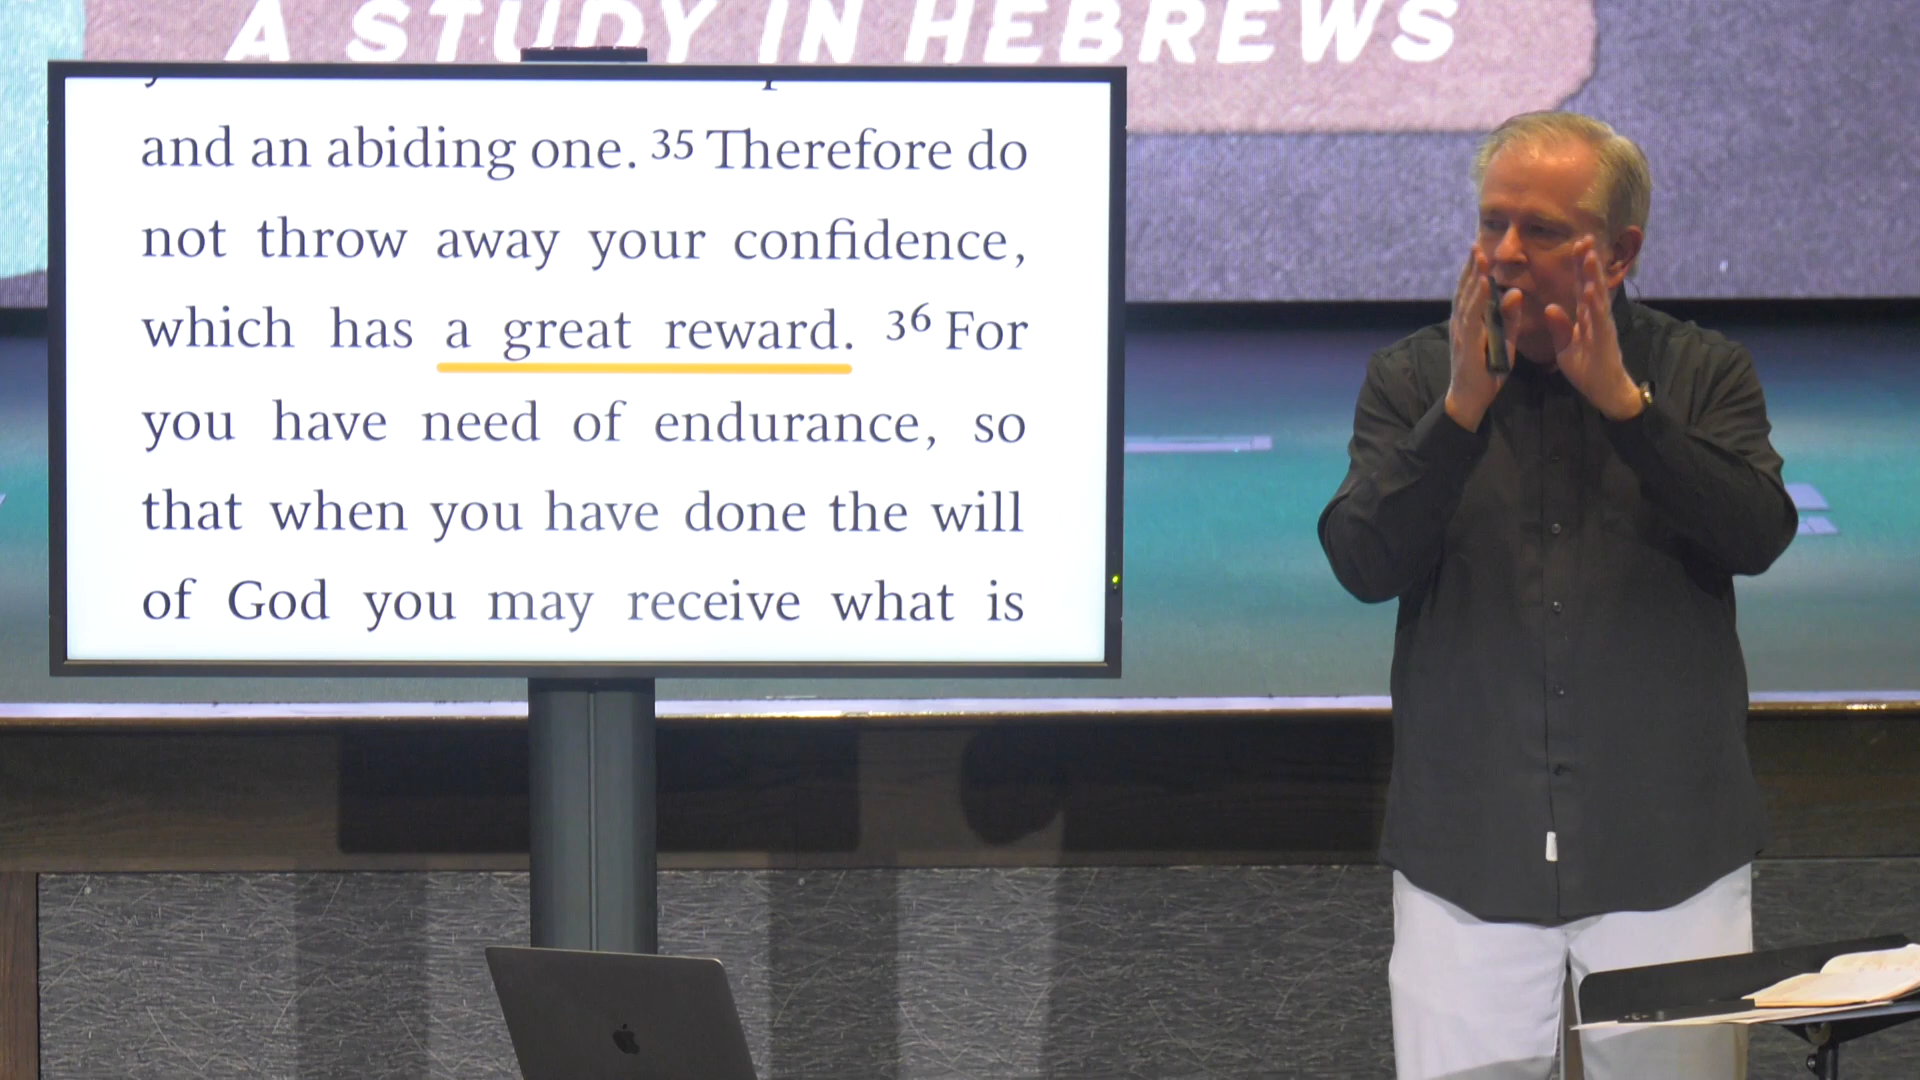 A STUDY IN HEBREWS
and an abiding one. 35 Therefore do
not throw away your confidence,
which has a great reward. 36 For
you have need of endurance, so
that when you have done the will
of God you may receive what is